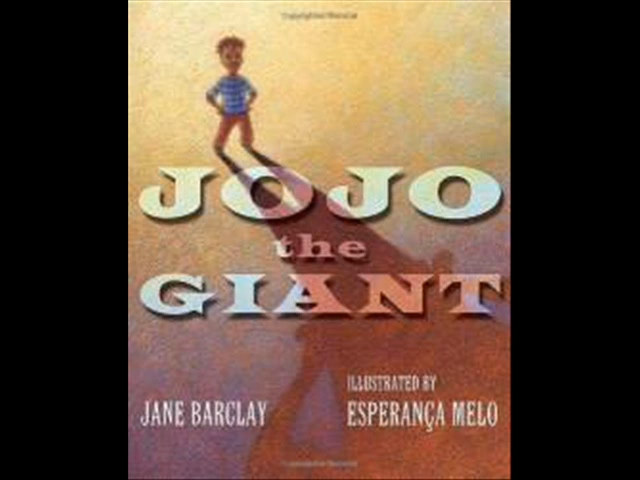 JOJO
the
GIANT
ILLUSTRATED BY
JANE BARCLAY
ESPERANÇA MELO